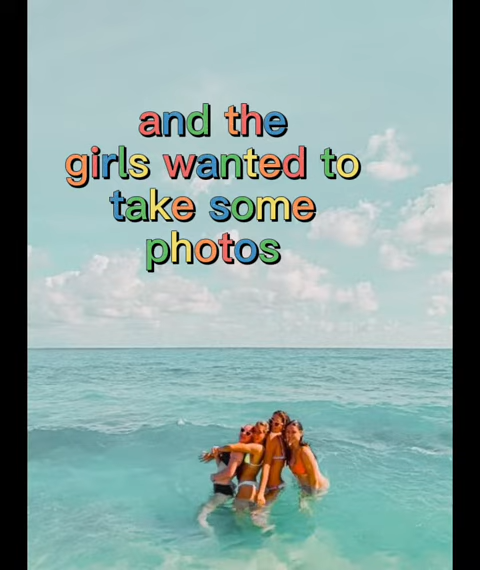 and the
girls wanted to
take some
photos